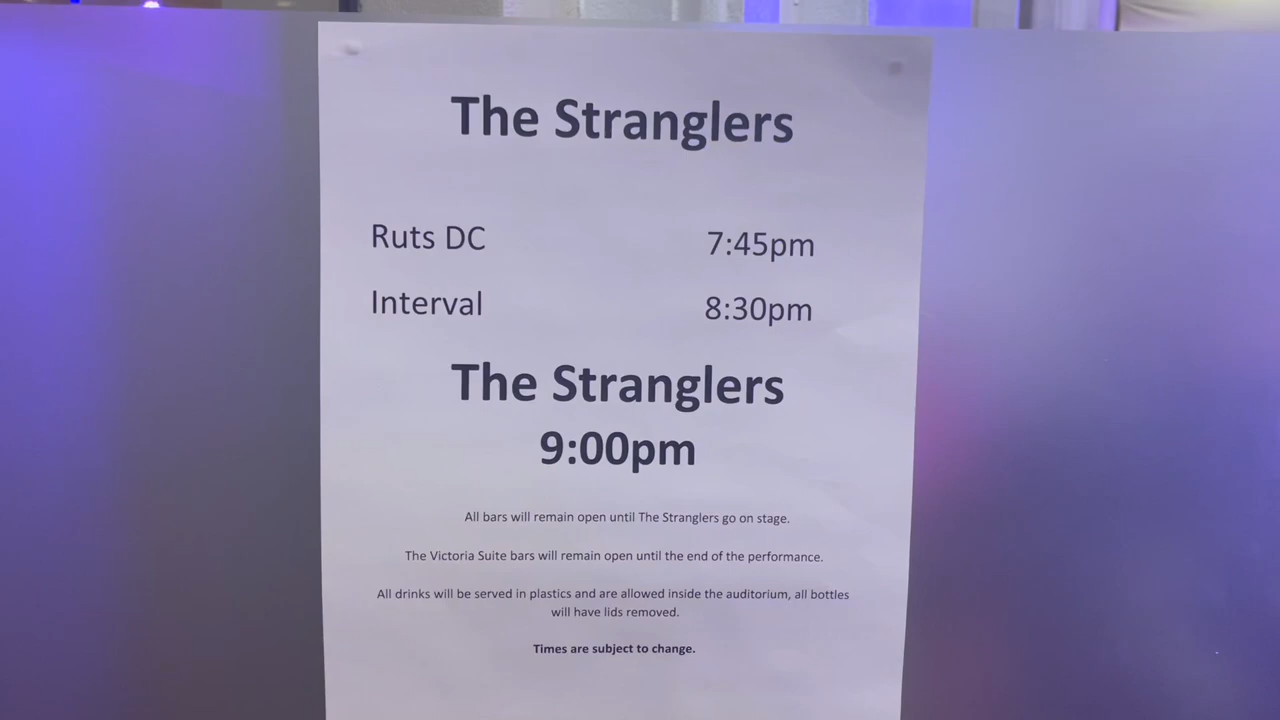 The Stranglers
Ruts DC 7:45pm
Interval 8:30pm
The Stranglers
9:00pm
All bars will remain open until The Stranglers go on stage.
The Victoria Suite bars will remain open until the end of the performance.
All drinks will be served in plastics and are allowed inside the auditorium, all bottles
will have lids removed.
Times are subject to change.